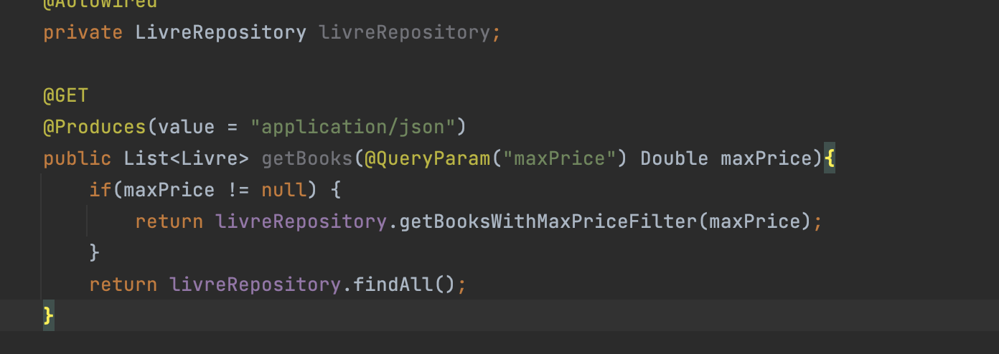 @Autowired
private LivreRepository livreRepository;
@GET
@Produces(value = "application/json")
public List<Livre> getBooks(@QueryParam("maxPrice") Double maxPrice){
if(maxPrice != null) {
return livreRepository.getBooksWithMaxPriceFilter(maxPrice);
}
return livreRepository.findAll();
}